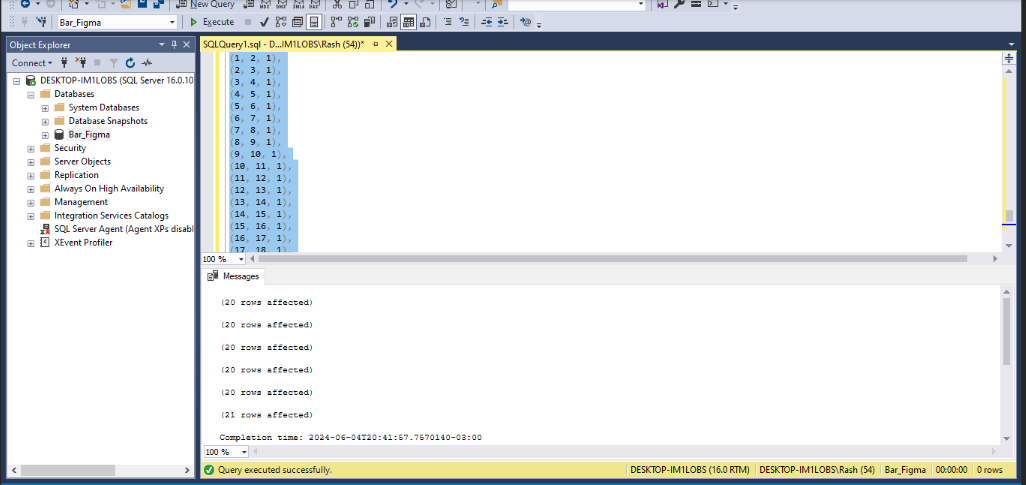 New Query
Bar_Figma
Execute
Object Explorer
Connect
DESKTOP-IM1LOBS (SQL Server 16.0.10
Databases
System Databases
Database Snapshots
Bar_Figma
Security
Server Objects
Replication
Always On High Availability
Management
Integration Services Catalogs
SQL Server Agent (Agent XPs disabl
XEvent Profiler
SQLQuery1.sql - D...IM1LOBS\Rash (54))*
(1, 2, 1),
(2, 3, 1),
(3, 4, 1),
(4, 5, 1),
(5, 6, 1),
(6, 7, 1),
(7, 8, 1),
(8, 9, 1),
(9, 10, 1),
(10, 11, 1),
(11, 12, 1),
(12, 13, 1),
(13, 14, 1),
(14, 15, 1),
(15, 16, 1),
(16, 17, 1),
(17, 18, 1),
100 %
Messages
(20 rows affected)
(20 rows affected)
(20 rows affected)
(20 rows affected)
(20 rows affected)
(21 rows affected)
Completion time: 2024-06-04T20:41:57.7570140-03:00
100 %
Query executed successfully.
DESKTOP-IM1LOBS (16.0 RTM)
DESKTOP-IM1LOBS\Rash (54)
Bar_Figma
00:00:00
0 rows